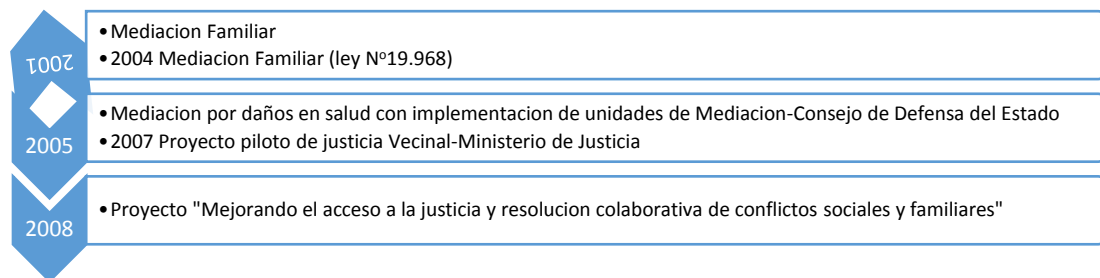 2001
•Mediacion Familiar
•2004 Mediacion Familiar (ley Nº19.968)
2005
•Mediacion por daños en salud con implementacion de unidades de Mediacion-Consejo de Defensa del Estado
•2007 Proyecto piloto de justicia Vecinal-Ministerio de Justicia
2008
•Proyecto "Mejorando el acceso a la justicia y resolucion colaborativa de conflictos sociales y familiares"